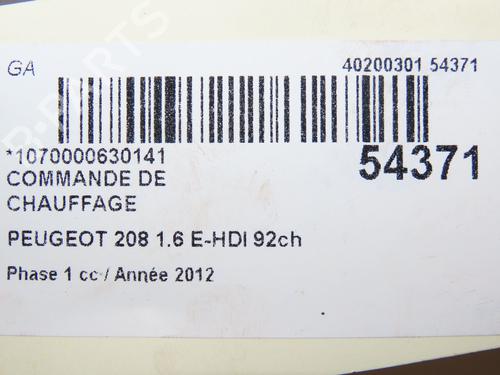 GA
40200301 54371
*1070000630141
54371
COMMANDE DE
CHAUFFAGE
PEUGEOT 208 1.6 E-HDI 92ch
Phase 1 cc / Année 2012